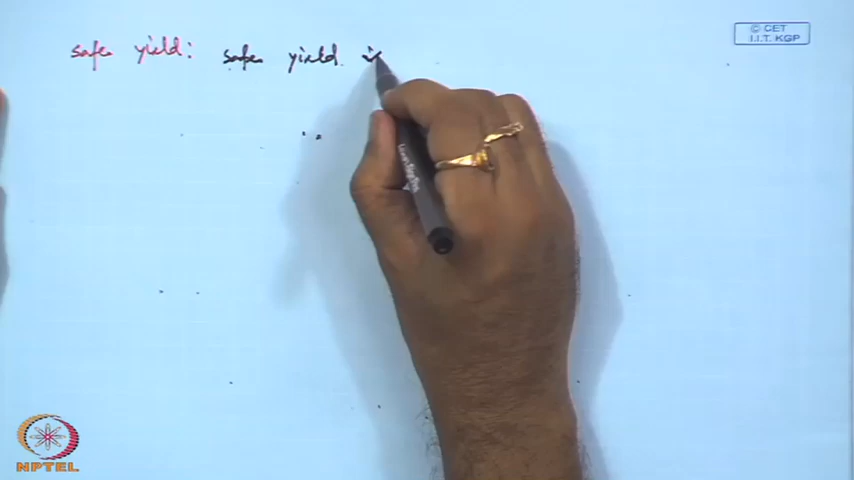 safe yield: safe yield is
© CET
I.I.T. KGP
NPTEL